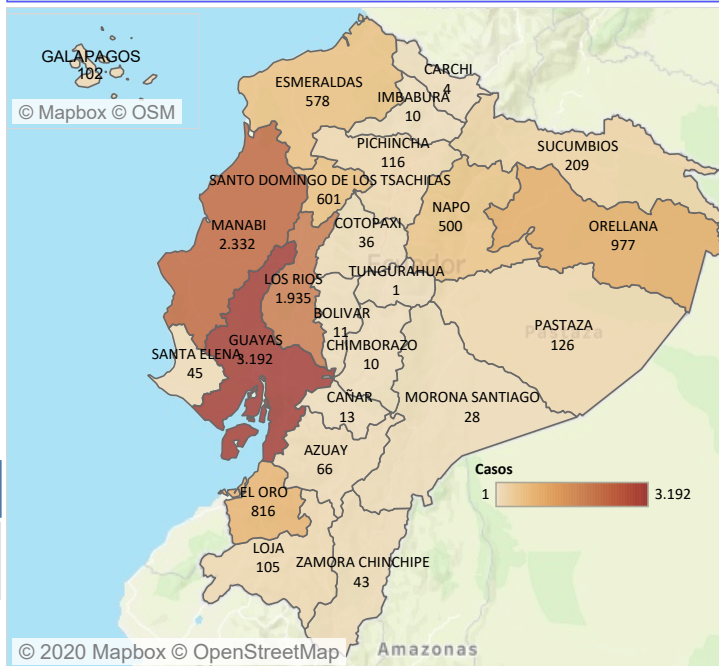 GALAPAGOS
102
© Mapbox © OSM
ESMERALDAS
578
CARCHI
4
IMBABURA
10
PICHINCHA
116
SUCUMBIOS
209
SANTO DOMINGO DE LOS TSACHILAS
601
NAPO
500
ORELLANA
977
MANABI
2.332
COTOPAXI
36
Ecuador
TUNGURAHUA
1
LOS RIOS
1.935
BOLIVAR
11
PASTAZA
Pastaza
126
GUAYAS
3.192
CHIMBORAZO
10
SANTA ELENA
45
CAÑAR
13
MORONA SANTIAGO
28
AZUAY
66
Casos
1 3.192
EL ORO
816
LOJA
105
ZAMORA CHINCHIPE
43
© 2020 Mapbox © OpenStreetMap
Amazonas